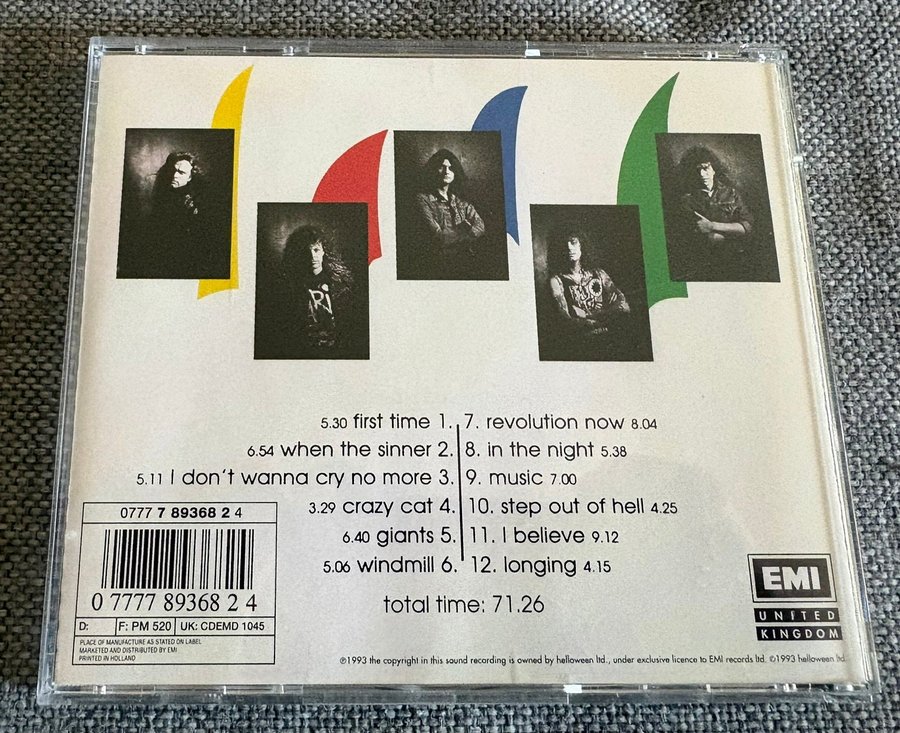 5.30 first time 1.
6.54 when the sinner 2.
5.11 I don't wanna cry no more 3.
3.29 crazy cat 4.
6.40 giants 5.
5.06 windmill 6.
7. revolution now 8.04
8. in the night 5.38
9. music 7.00
10. step out of hell 4.25
11. I believe 9.12
12. longing 4.15
total time: 71.26
0777 7 89368 2 4
0 7777 89368 2 4
D: F: PM 520 UK: CDEMD 1045
PLACE OF MANUFACTURE AS STATED ON LABEL
MARKETED AND DISTRIBUTED BY EMI
PRINTED IN HOLLAND
EMI
UNITED
KINGDOM
℗1993 the copyright in this sound recording is owned by helloween ltd., under exclusive licence to EMI records ltd. ©1993 helloween ltd.